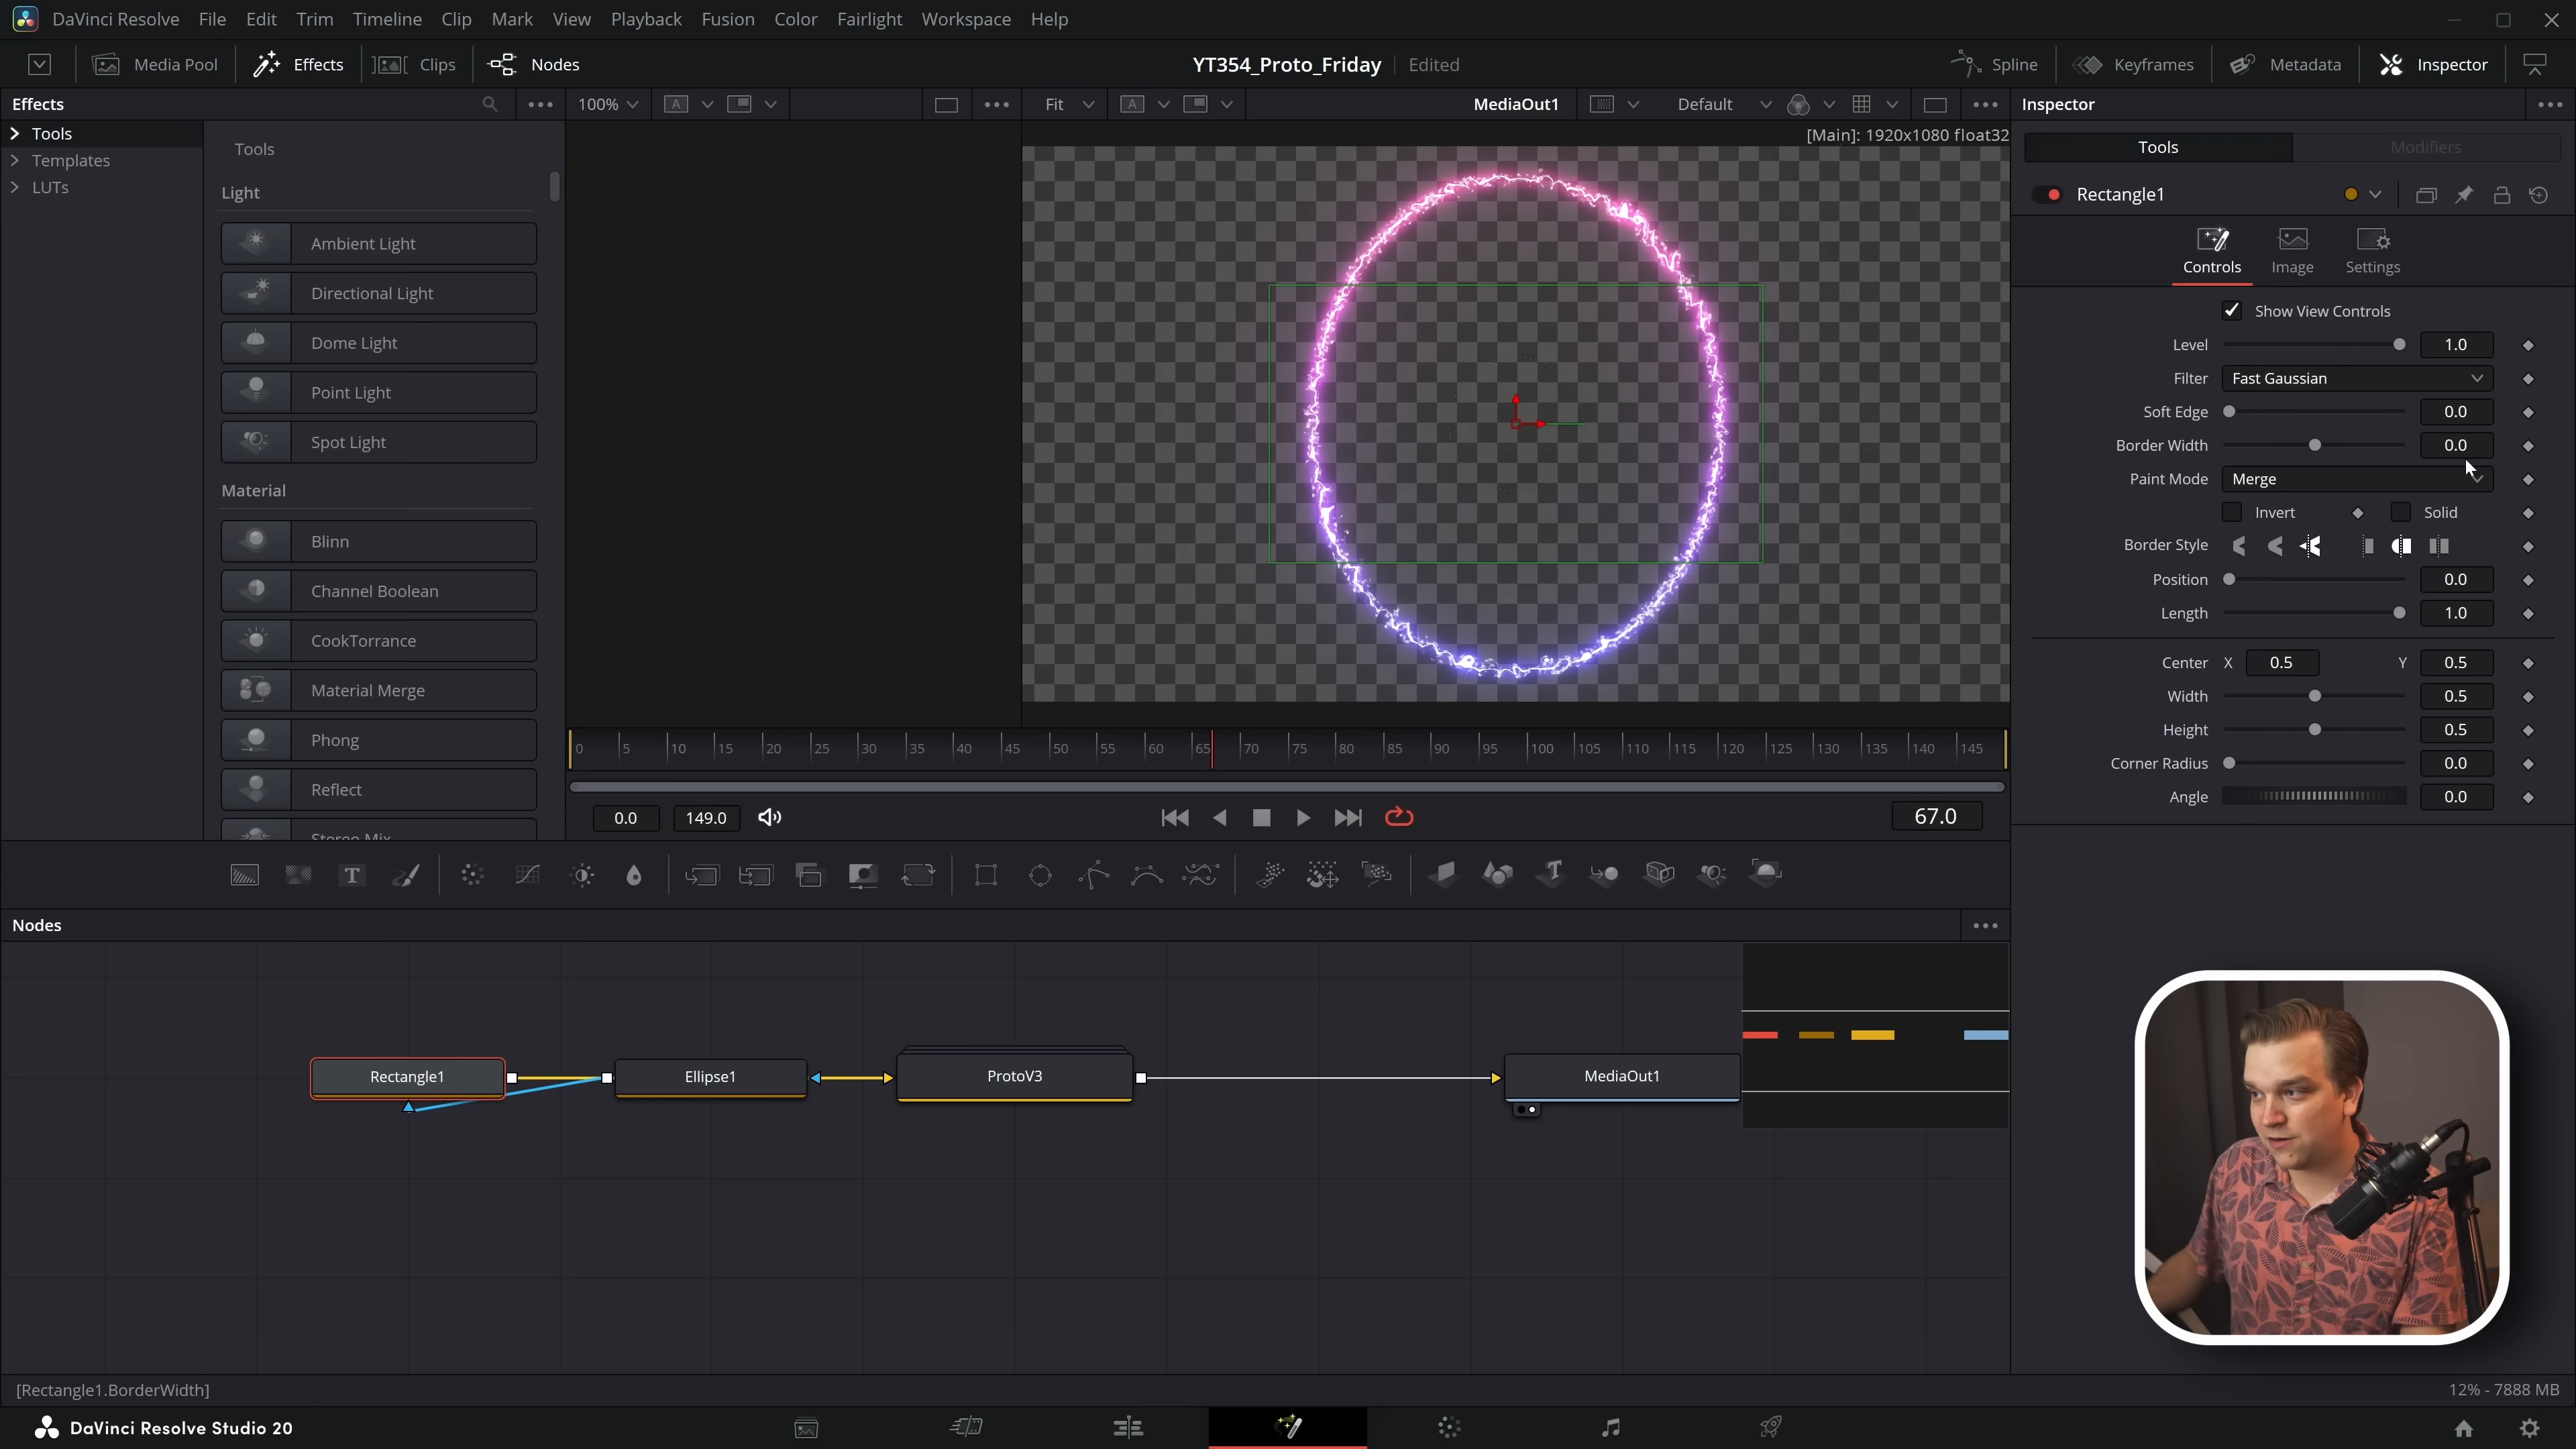 DaVinci Resolve File Edit Trim Timeline Clip Mark View Playback Fusion Color Fairlight Workspace Help
Media Pool Effects Clips Nodes YT354_Proto_Friday Edited Spline Keyframes Metadata Inspector
Effects 100% A Fit A MediaOut1 Default Inspector
Tools
Templates
LUTs
Tools
Light
Ambient Light
Directional Light
Dome Light
Point Light
Spot Light
Material
Blinn
Channel Boolean
CookTorrance
Material Merge
Phong
Reflect
Stereo Mix
[Main]: 1920x1080 float32
0 5 10 15 20 25 30 35 40 45 50 55 60 65 70 75 80 85 90 95 100 105 110 115 120 125 130 135 140 145
0.0 149.0 67.0
Tools Modifiers
Rectangle1
Controls Image Settings
Show View Controls
Level 1.0
Filter Fast Gaussian
Soft Edge 0.0
Border Width 0.0
Paint Mode Merge
Invert Solid
Border Style
Position 0.0
Length 1.0
Center X 0.5 Y 0.5
Width 0.5
Height 0.5
Corner Radius 0.0
Angle 0.0
T T
Nodes
Rectangle1 Ellipse1 ProtoV3 MediaOut1
[Rectangle1.BorderWidth] 12% - 7888 MB
DaVinci Resolve Studio 20